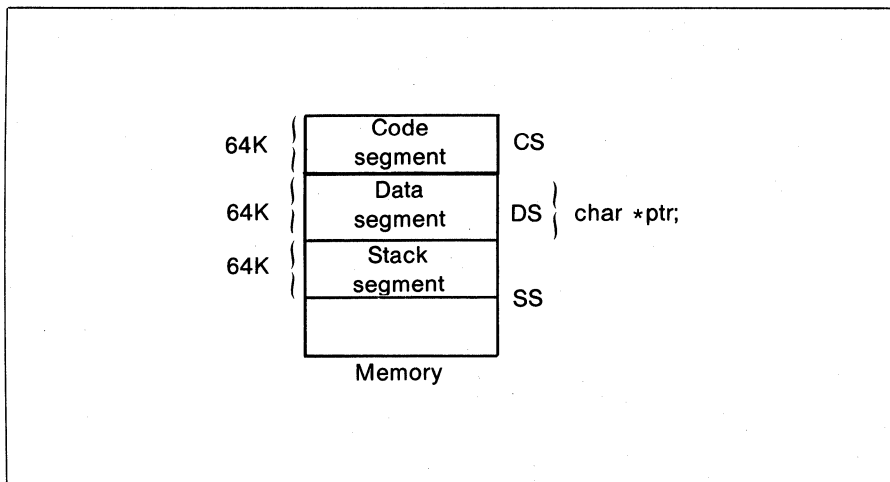 64K
Code
segment
CS
64K
Data
segment
DS
char *ptr;
64K
Stack
segment
SS
Memory